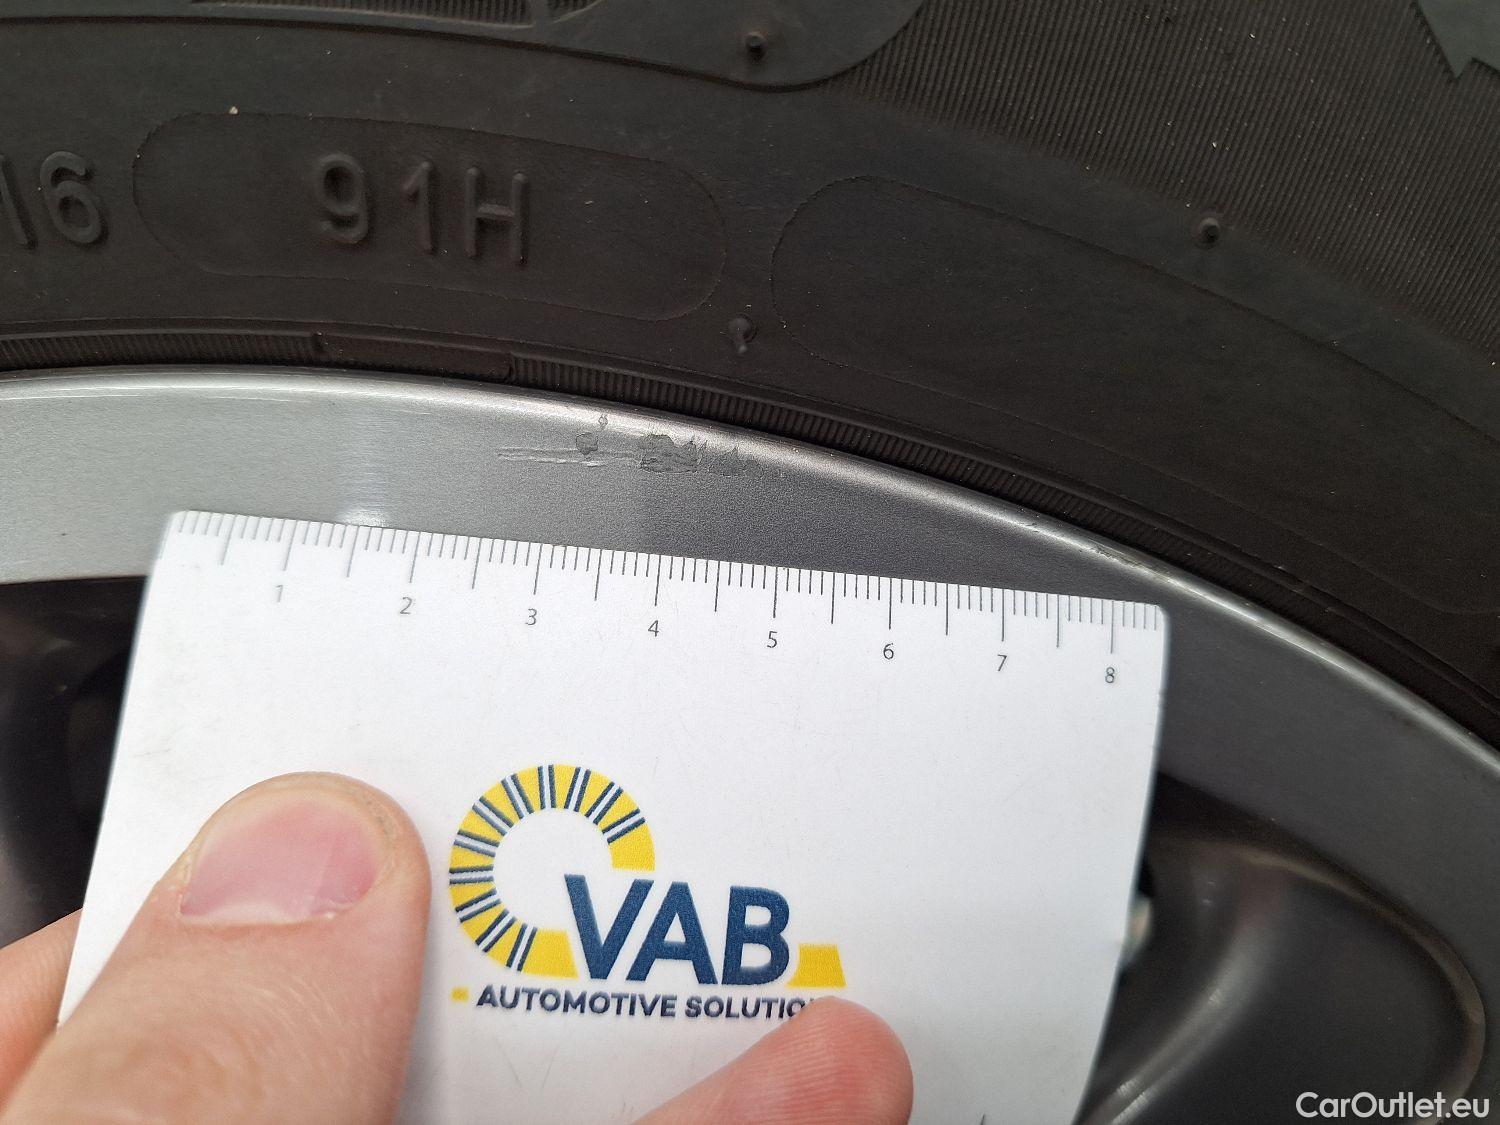 16 91H
1 2 3 4 5 6 7 8
VAB
AUTOMOTIVE SOLUTIO
CarOutlet.eu